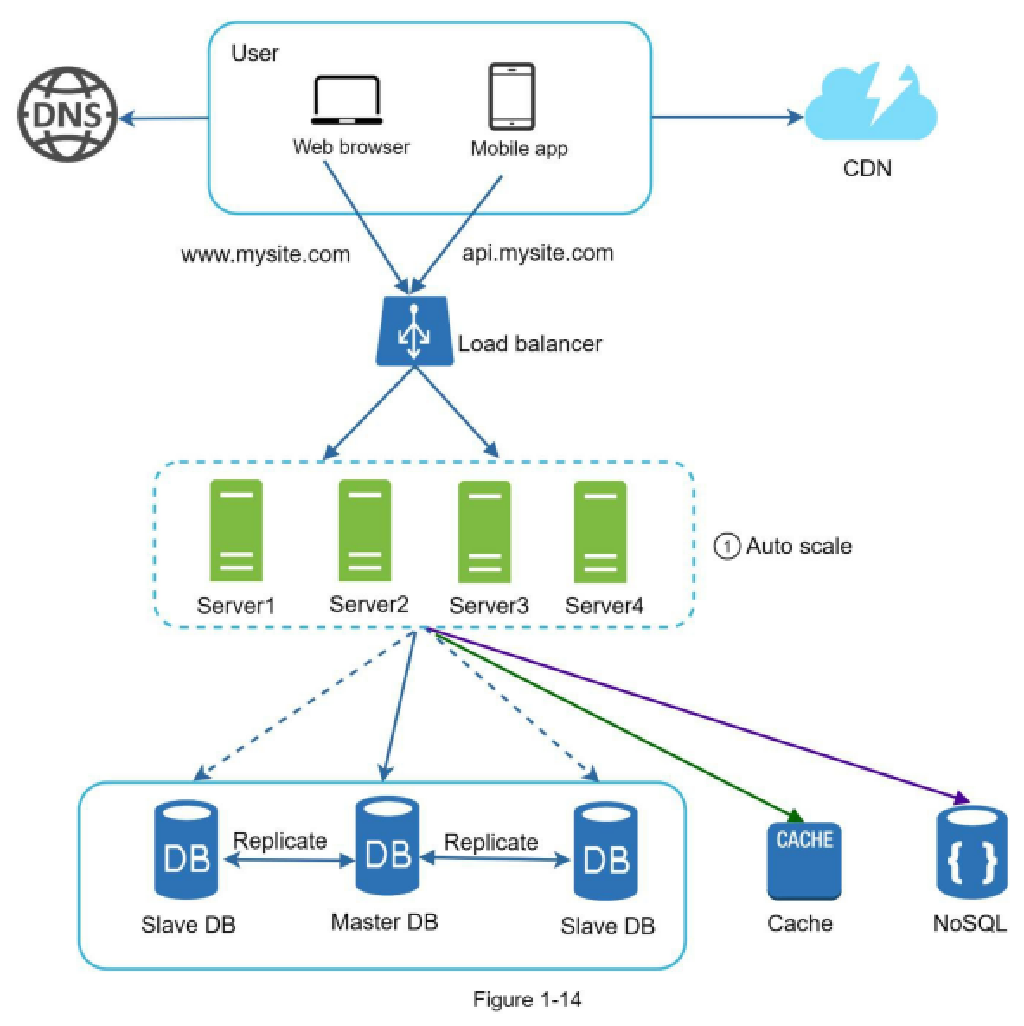 User
DNS
Web browser
Mobile app
CDN
www.mysite.com
api.mysite.com
Load balancer
Server1
Server2
Server3
Server4
1 Auto scale
DB
Replicate
DB
Replicate
DB
CACHE
{ }
Slave DB
Master DB
Slave DB
Cache
NoSQL
Figure 1-14